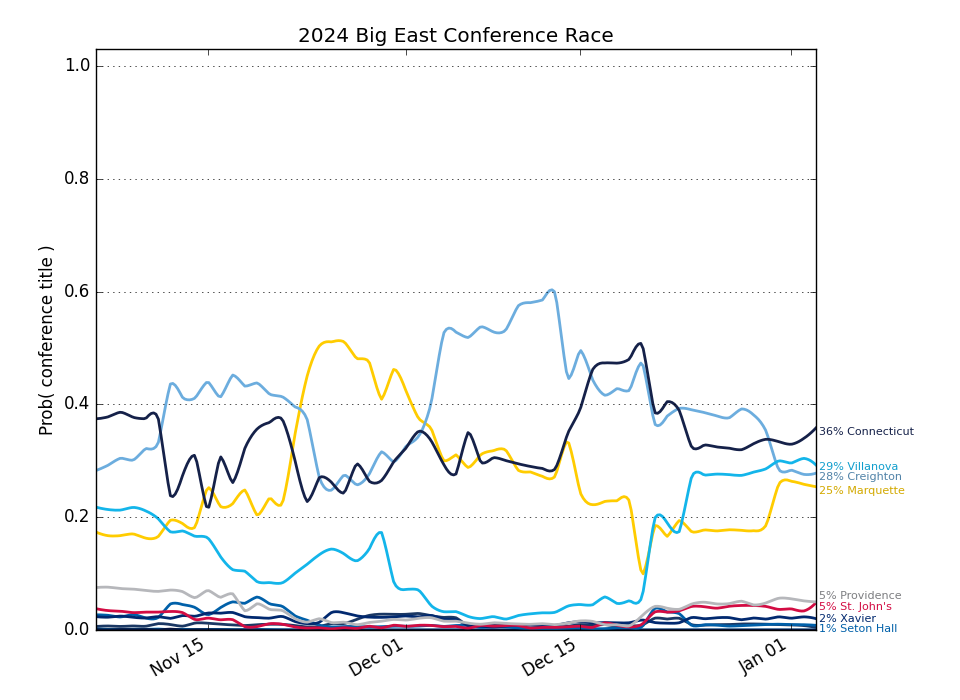 2024 Big East Conference Race
Prob( conference title )
1.0
0.8
0.6
0.4
0.2
0.0
Nov 15
Dec 01
Dec 15
Jan 01
36% Connecticut
29% Villanova
28% Creighton
25% Marquette
5% Providence
5% St. John's
2% Xavier
1% Seton Hall